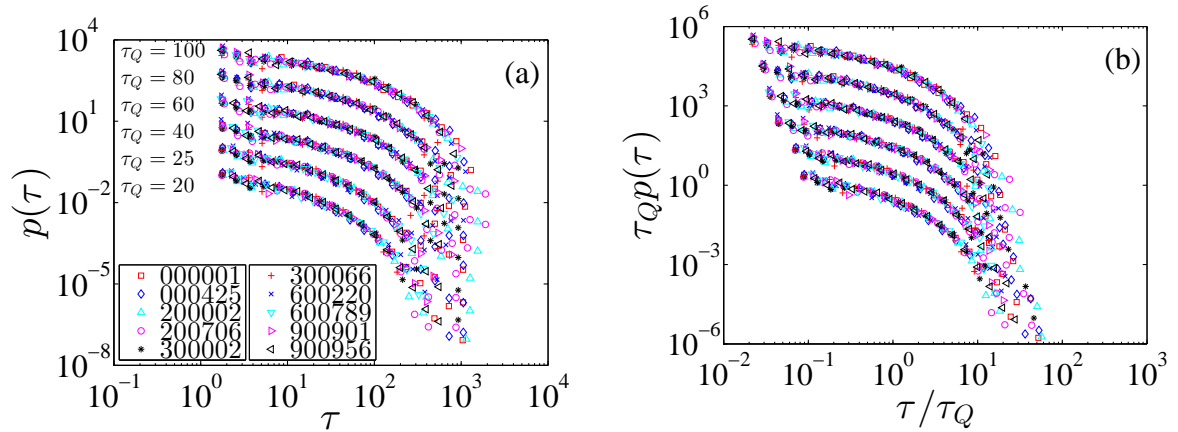 (a)
p(τ)
10^4
10^1
10^{-2}
10^{-5}
10^{-8}
τ_Q = 100
τ_Q = 80
τ_Q = 60
τ_Q = 40
τ_Q = 25
τ_Q = 20
000001 300066
000425 600220
200002 600789
200706 900901
300002 900956
10^{-1} 10^0 10^1 10^2 10^3 10^4
τ
(b)
τ_Q p(τ)
10^6
10^3
10^0
10^{-3}
10^{-6}
10^{-2} 10^{-1} 10^0 10^1 10^2 10^3
τ/τ_Q